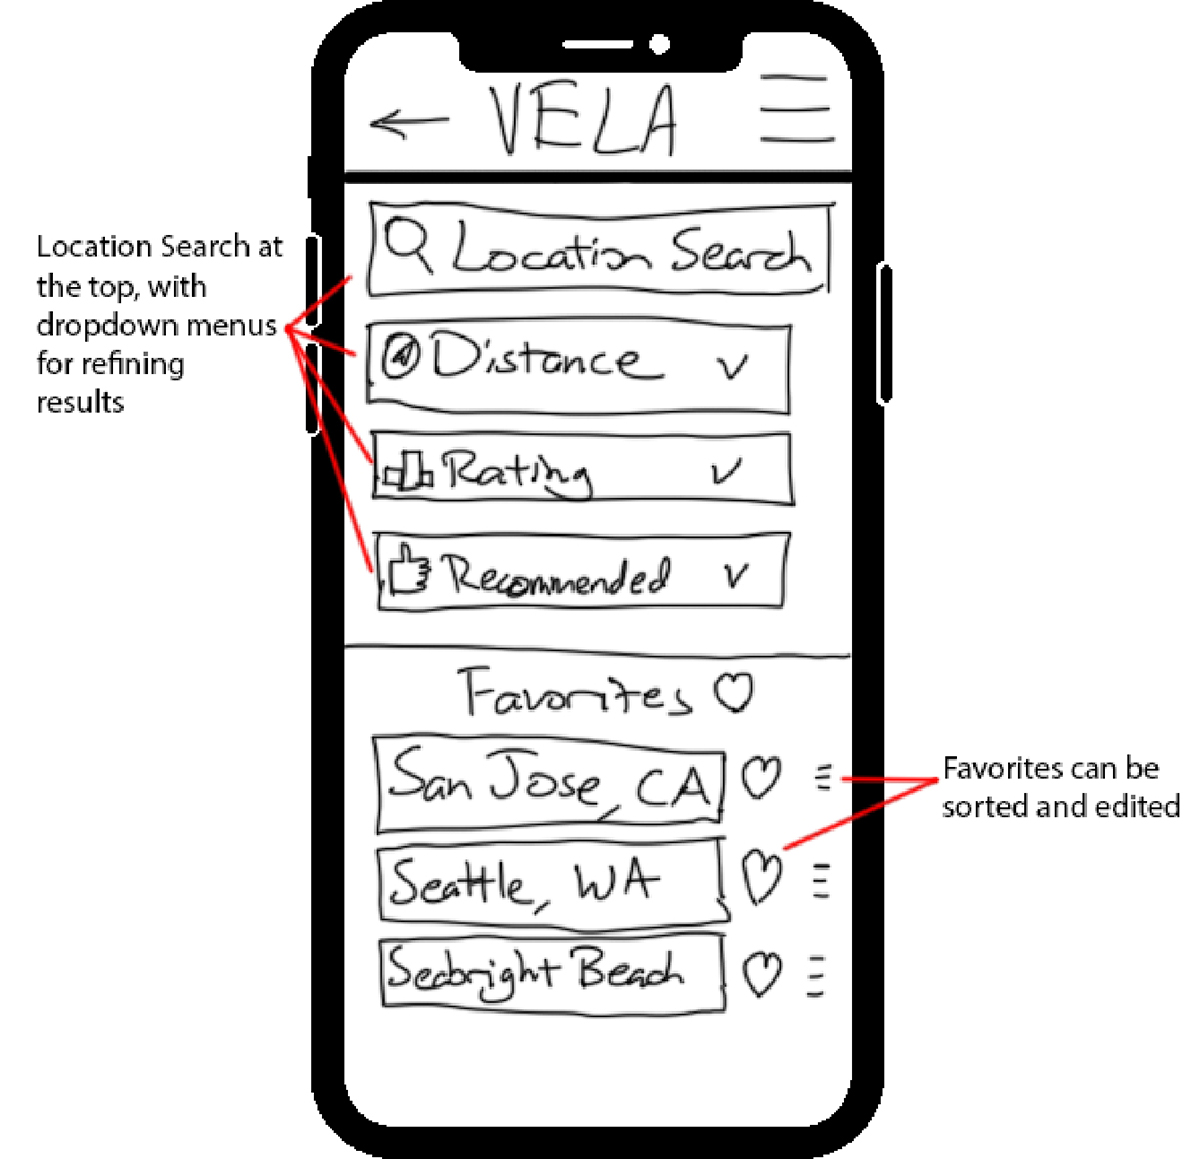 VELA
Location Search
Distance
Rating
Recommended
Favorites
San Jose, CA
Seattle, WA
Seabright Beach
Location Search at
the top, with
dropdown menus
for refining
results
Favorites can be
sorted and edited